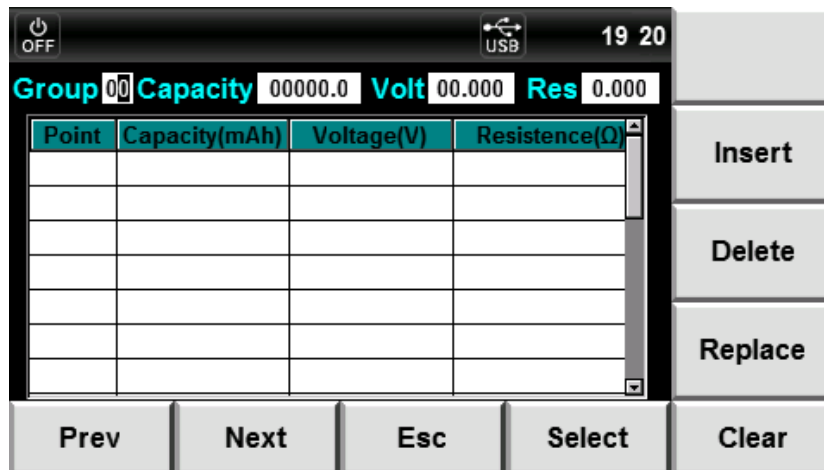 OFF USB 19 20
Group 00 Capacity 00000.0 Volt 00.000 Res 0.000
Point Capacity(mAh) Voltage(V) Resistence(Ω)
Insert
Delete
Replace
Prev Next Esc Select Clear